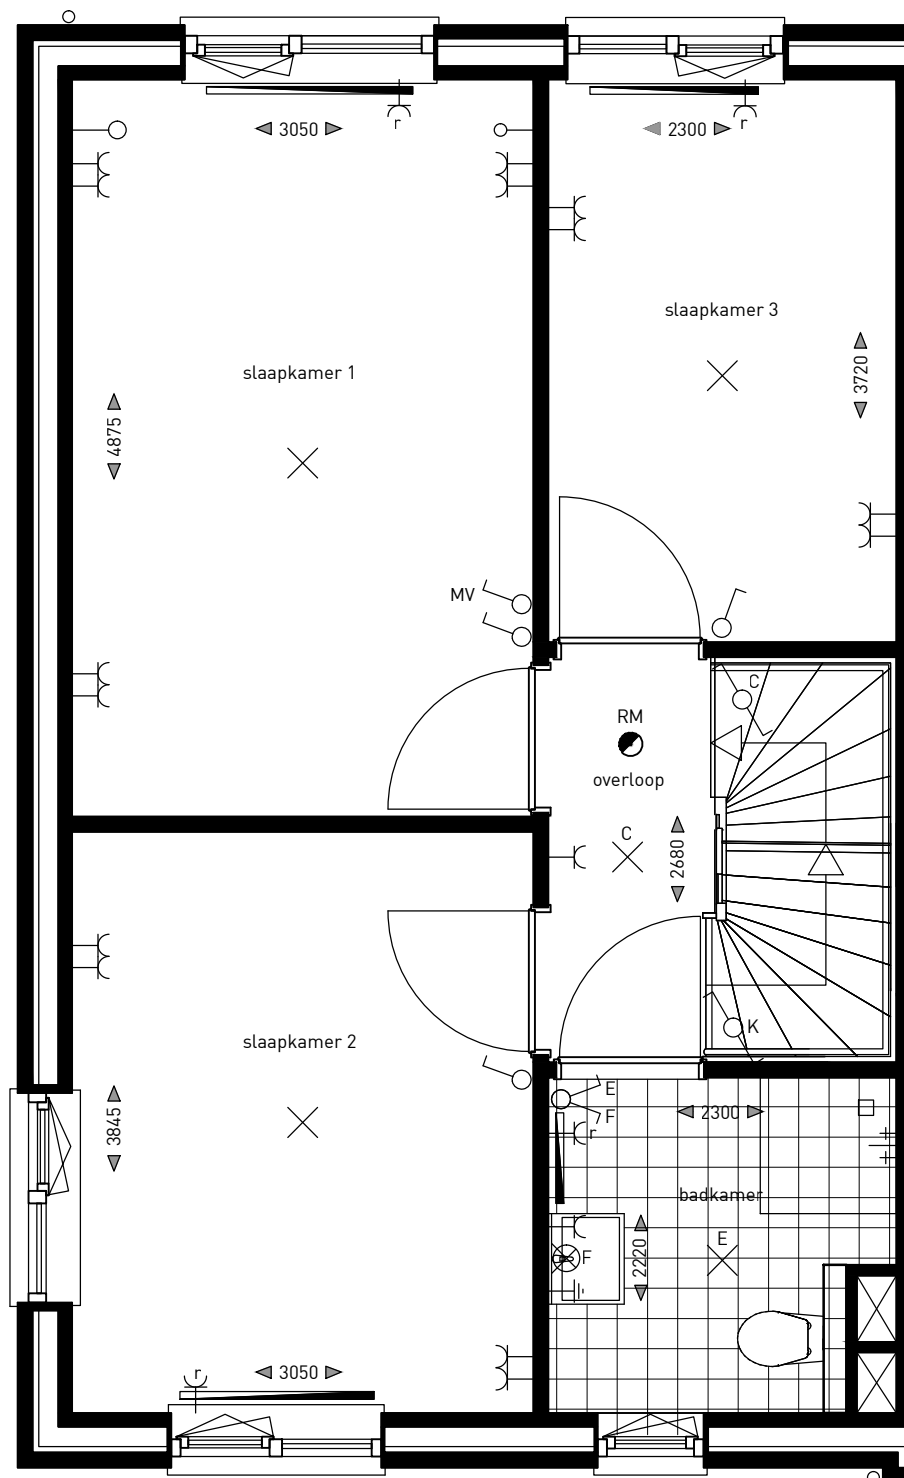 r
r
3050
2300
slaapkamer 3
3720
slaapkamer 1
4875
MV
C
RM
overloop
C
2680
K
slaapkamer 2
E
F
2300
r
3845
badkamer
E
F
2220
r
3050